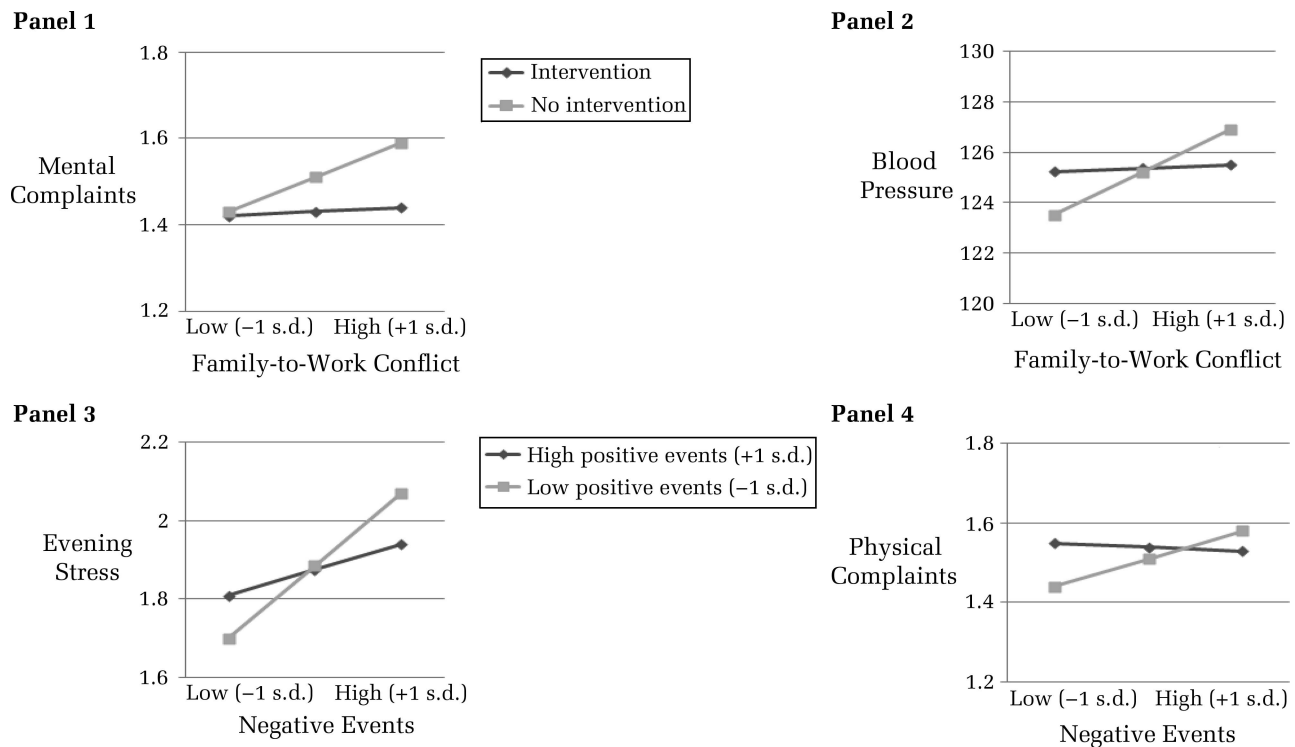 Panel 1
1.8
1.6
1.4
1.2
Mental
Complaints
Low (−1 s.d.) High (+1 s.d.)
Family-to-Work Conflict
Intervention
No intervention
Panel 2
130
128
126
124
122
120
Blood
Pressure
Low (−1 s.d.) High (+1 s.d.)
Family-to-Work Conflict
Panel 3
2.2
2
1.8
1.6
Evening
Stress
Low (−1 s.d.) High (+1 s.d.)
Negative Events
High positive events (+1 s.d.)
Low positive events (−1 s.d.)
Panel 4
1.8
1.6
1.4
1.2
Physical
Complaints
Low (−1 s.d.) High (+1 s.d.)
Negative Events